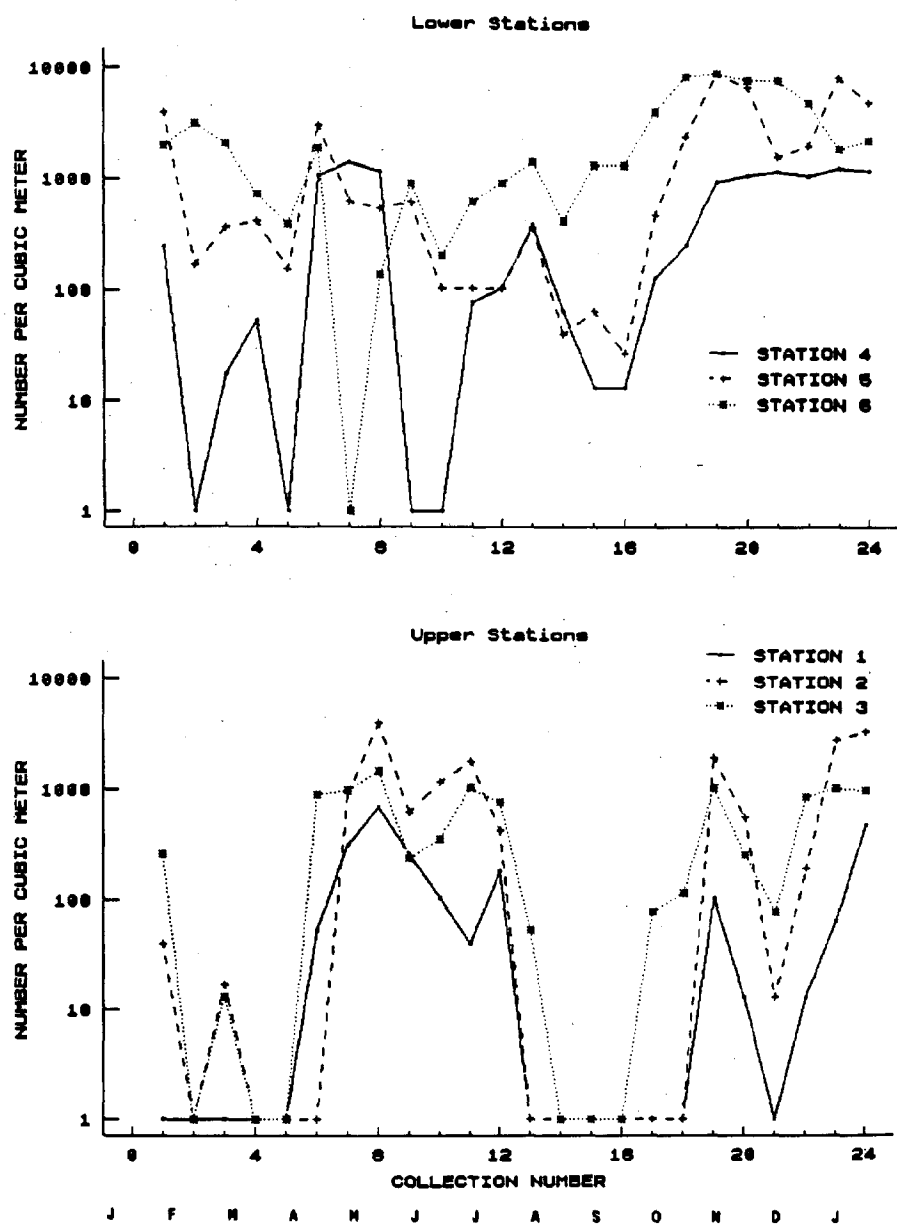 Lower Stations
10000
1000
100
10
1
NUMBER PER CUBIC METER
STATION 4
STATION 5
STATION 6
0 4 8 12 16 20 24
Upper Stations
STATION 1
STATION 2
STATION 3
10000
1000
100
10
1
NUMBER PER CUBIC METER
0 4 8 12 16 20 24
COLLECTION NUMBER
J F M A M J J A S O N D J